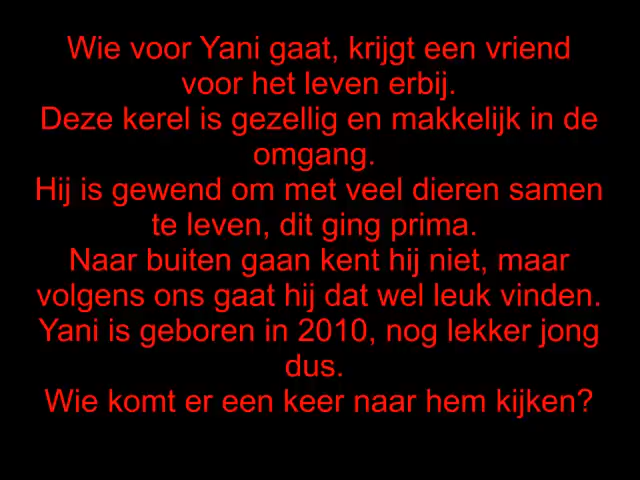 Wie voor Yani gaat, krijgt een vriend
voor het leven erbij.
Deze kerel is gezellig en makkelijk in de
omgang.
Hij is gewend om met veel dieren samen
te leven, dit ging prima.
Naar buiten gaan kent hij niet, maar
volgens ons gaat hij dat wel leuk vinden.
Yani is geboren in 2010, nog lekker jong
dus.
Wie komt er een keer naar hem kijken?